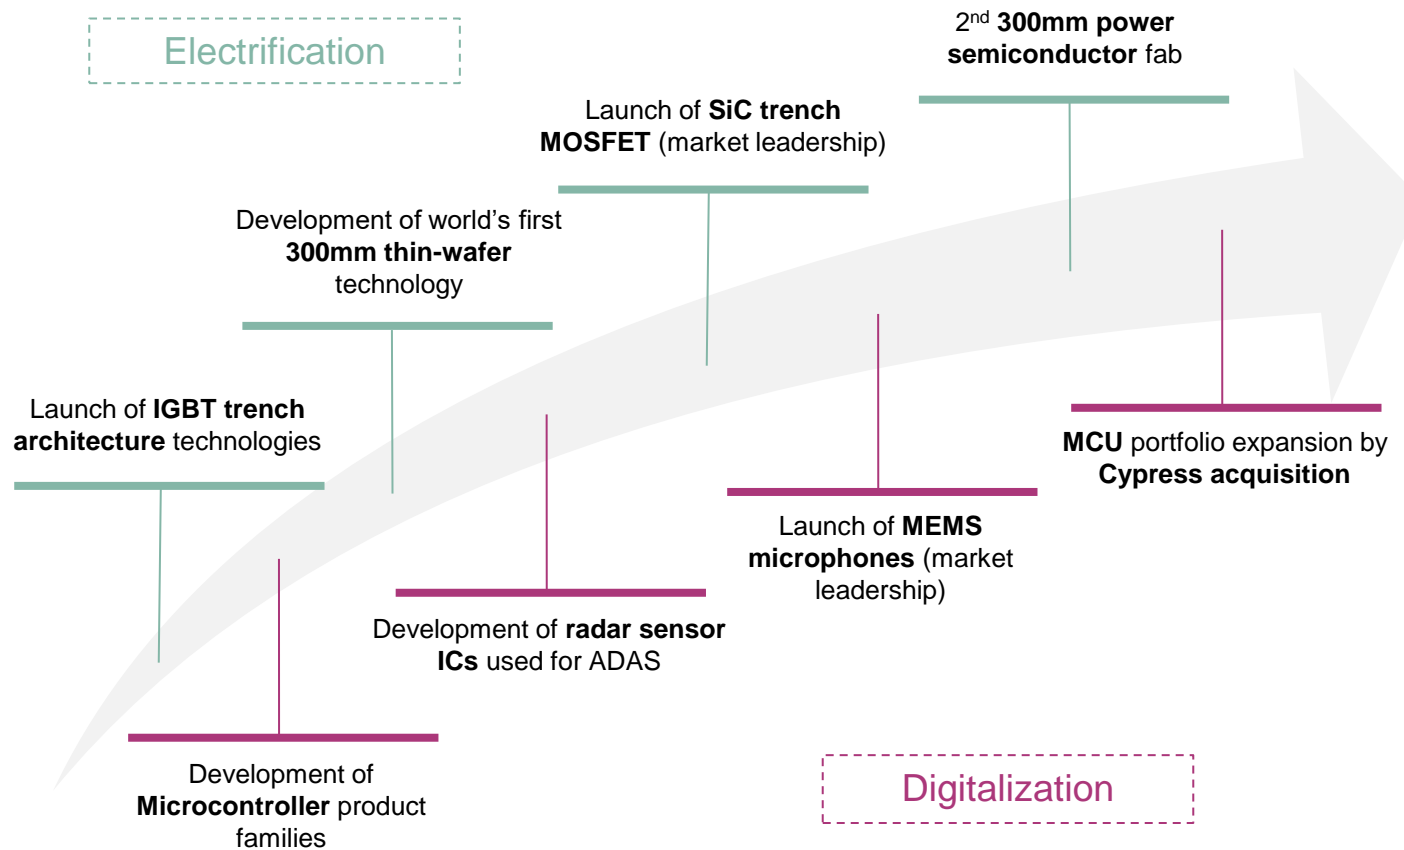 Electrification
2nd 300mm power
semiconductor fab
Launch of SiC trench
MOSFET (market leadership)
Development of world’s first
300mm thin-wafer
technology
Launch of IGBT trench
architecture technologies
MCU portfolio expansion by
Cypress acquisition
Launch of MEMS
microphones (market
leadership)
Development of radar sensor
ICs used for ADAS
Development of
Microcontroller product
families
Digitalization